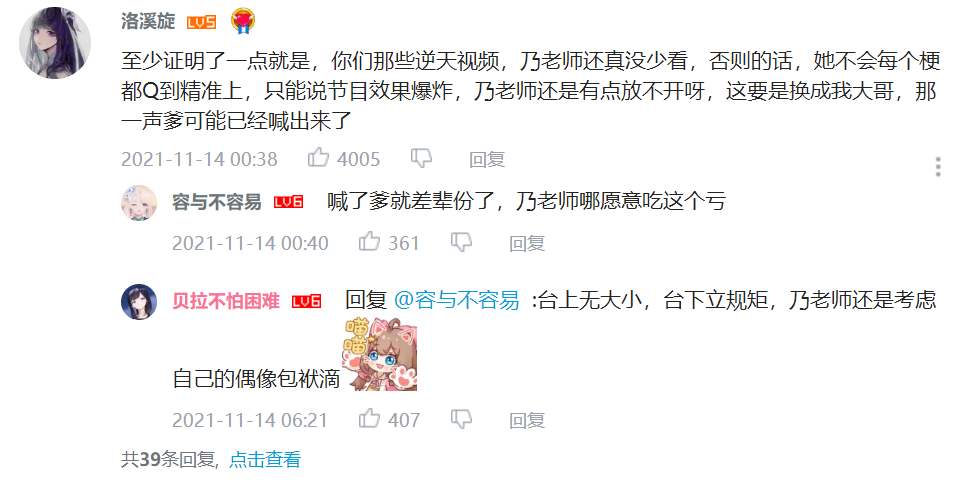 洛溪旋 LV5
至少证明了一点就是，你们那些逆天视频，乃老师还真没少看，否则的话，她不会每个梗
都Q到精准上，只能说节目效果爆炸，乃老师还是有点放不开呀，这要是换成我大哥，那
一声爹可能已经喊出来了
2021-11-14 00:38 4005 回复
容与不容易 LV6 喊了爹就差辈份了，乃老师哪愿意吃这个亏
2021-11-14 00:40 361 回复
贝拉不怕困难 LV6 回复 @容与不容易 :台上无大小，台下立规矩，乃老师还是考虑
喵喵
自己的偶像包袱滴
2021-11-14 06:21 407 回复
共39条回复, 点击查看